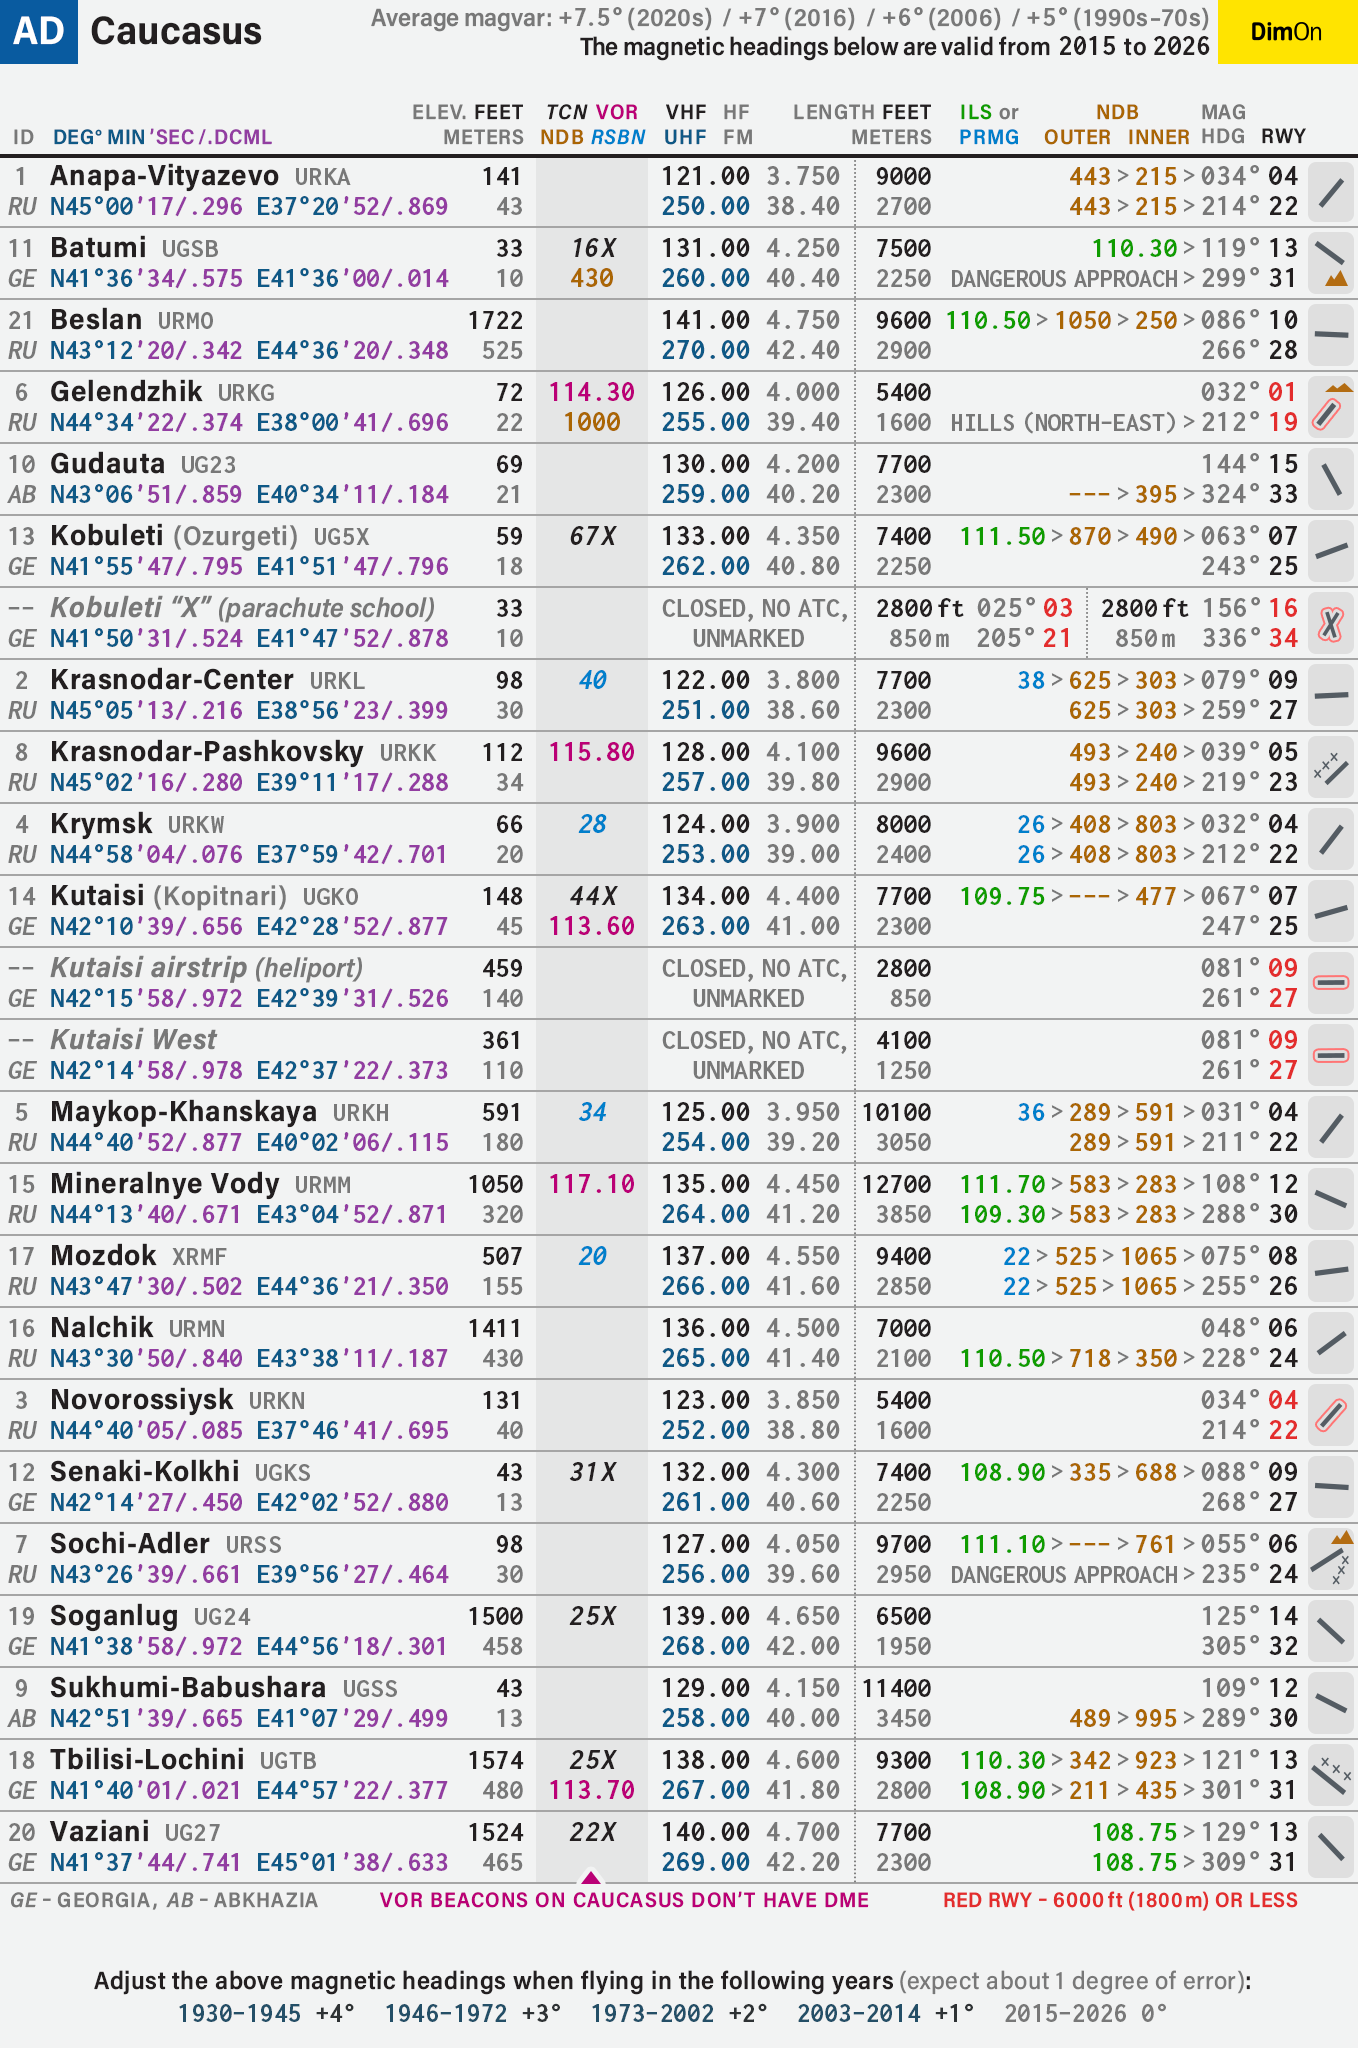 AD Caucasus Average magvar: +7.5° (2020s) / +7° (2016) / +6° (2006) / +5° (1990s-70s) DimOn
The magnetic headings below are valid from 2015 to 2026
ELEV. FEET TCN VOR VHF HF LENGTH FEET ILS or NDB MAG
ID DEG° MIN 'SEC /.DCML METERS NDB RSBN UHF FM METERS PRMG OUTER INNER HDG RWY
1 Anapa-Vityazevo URKA 141 121.00 3.750 9000 443 > 215 > 034° 04
RU N45°00'17/.296 E37°20'52/.869 43 250.00 38.40 2700 443 > 215 > 214° 22
11 Batumi UGSB 33 16X 131.00 4.250 7500 110.30 > 119° 13
GE N41°36'34/.575 E41°36'00/.014 10 430 260.00 40.40 2250 DANGEROUS APPROACH > 299° 31
21 Beslan URMO 1722 141.00 4.750 9600 110.50 > 1050 > 250 > 086° 10
RU N43°12'20/.342 E44°36'20/.348 525 270.00 42.40 2900 266° 28
6 Gelendzhik URKG 72 114.30 126.00 4.000 5400 032° 01
RU N44°34'22/.374 E38°00'41/.696 22 1000 255.00 39.40 1600 HILLS (NORTH-EAST) > 212° 19
10 Gudauta UG23 69 130.00 4.200 7700 144° 15
AB N43°06'51/.859 E40°34'11/.184 21 259.00 40.20 2300 --- > 395 > 324° 33
13 Kobuleti (Ozurgeti) UG5X 59 67X 133.00 4.350 7400 111.50 > 870 > 490 > 063° 07
GE N41°55'47/.795 E41°51'47/.796 18 262.00 40.80 2250 243° 25
-- Kobuleti “X” (parachute school) 33 CLOSED, NO ATC, 2800 ft 025° 03 2800 ft 156° 16
GE N41°50'31/.524 E41°47'52/.878 10 UNMARKED 850 m 205° 21 850 m 336° 34
2 Krasnodar-Center URKL 98 40 122.00 3.800 7700 38 > 625 > 303 > 079° 09
RU N45°05'13/.216 E38°56'23/.399 30 251.00 38.60 2300 625 > 303 > 259° 27
8 Krasnodar-Pashkovsky URKK 112 115.80 128.00 4.100 9600 493 > 240 > 039° 05
RU N45°02'16/.280 E39°11'17/.288 34 257.00 39.80 2900 493 > 240 > 219° 23
4 Krymsk URKW 66 28 124.00 3.900 8000 26 > 408 > 803 > 032° 04
RU N44°58'04/.076 E37°59'42/.701 20 253.00 39.00 2400 26 > 408 > 803 > 212° 22
14 Kutaisi (Kopitnari) UGKO 148 44X 134.00 4.400 7700 109.75 > --- > 477 > 067° 07
GE N42°10'39/.656 E42°28'52/.877 45 113.60 263.00 41.00 2300 247° 25
-- Kutaisi airstrip (heliport) 459 CLOSED, NO ATC, 2800 081° 09
GE N42°15'58/.972 E42°39'31/.526 140 UNMARKED 850 261° 27
-- Kutaisi West 361 CLOSED, NO ATC, 4100 081° 09
GE N42°14'58/.978 E42°37'22/.373 110 UNMARKED 1250 261° 27
5 Maykop-Khanskaya URKH 591 34 125.00 3.950 10100 36 > 289 > 591 > 031° 04
RU N44°40'52/.877 E40°02'06/.115 180 254.00 39.20 3050 289 > 591 > 211° 22
15 Mineralnye Vody URMM 1050 117.10 135.00 4.450 12700 111.70 > 583 > 283 > 108° 12
RU N44°13'40/.671 E43°04'52/.871 320 264.00 41.20 3850 109.30 > 583 > 283 > 288° 30
17 Mozdok XRMF 507 20 137.00 4.550 9400 22 > 525 > 1065 > 075° 08
RU N43°47'30/.502 E44°36'21/.350 155 266.00 41.60 2850 22 > 525 > 1065 > 255° 26
16 Nalchik URMN 1411 136.00 4.500 7000 048° 06
RU N43°30'50/.840 E43°38'11/.187 430 265.00 41.40 2100 110.50 > 718 > 350 > 228° 24
3 Novorossiysk URKN 131 123.00 3.850 5400 034° 04
RU N44°40'05/.085 E37°46'41/.695 40 252.00 38.80 1600 214° 22
12 Senaki-Kolkhi UGKS 43 31X 132.00 4.300 7400 108.90 > 335 > 688 > 088° 09
GE N42°14'27/.450 E42°02'52/.880 13 261.00 40.60 2250 268° 27
7 Sochi-Adler URSS 98 127.00 4.050 9700 111.10 > --- > 761 > 055° 06
RU N43°26'39/.661 E39°56'27/.464 30 256.00 39.60 2950 DANGEROUS APPROACH > 235° 24
19 Soganlug UG24 1500 25X 139.00 4.650 6500 125° 14
GE N41°38'58/.972 E44°56'18/.301 458 268.00 42.00 1950 305° 32
9 Sukhumi-Babushara UGSS 43 129.00 4.150 11400 109° 12
AB N42°51'39/.665 E41°07'29/.499 13 258.00 40.00 3450 489 > 995 > 289° 30
18 Tbilisi-Lochini UGTB 1574 25X 138.00 4.600 9300 110.30 > 342 > 923 > 121° 13
GE N41°40'01/.021 E44°57'22/.377 480 113.70 267.00 41.80 2800 108.90 > 211 > 435 > 301° 31
20 Vaziani UG27 1524 22X 140.00 4.700 7700 108.75 > 129° 13
GE N41°37'44/.741 E45°01'38/.633 465 269.00 42.20 2300 108.75 > 309° 31
GE - GEORGIA, AB - ABKHAZIA VOR BEACONS ON CAUCASUS DON'T HAVE DME RED RWY - 6000 ft (1800 m) OR LESS
Adjust the above magnetic headings when flying in the following years (expect about 1 degree of error):
1930-1945 +4° 1946-1972 +3° 1973-2002 +2° 2003-2014 +1° 2015-2026 0°